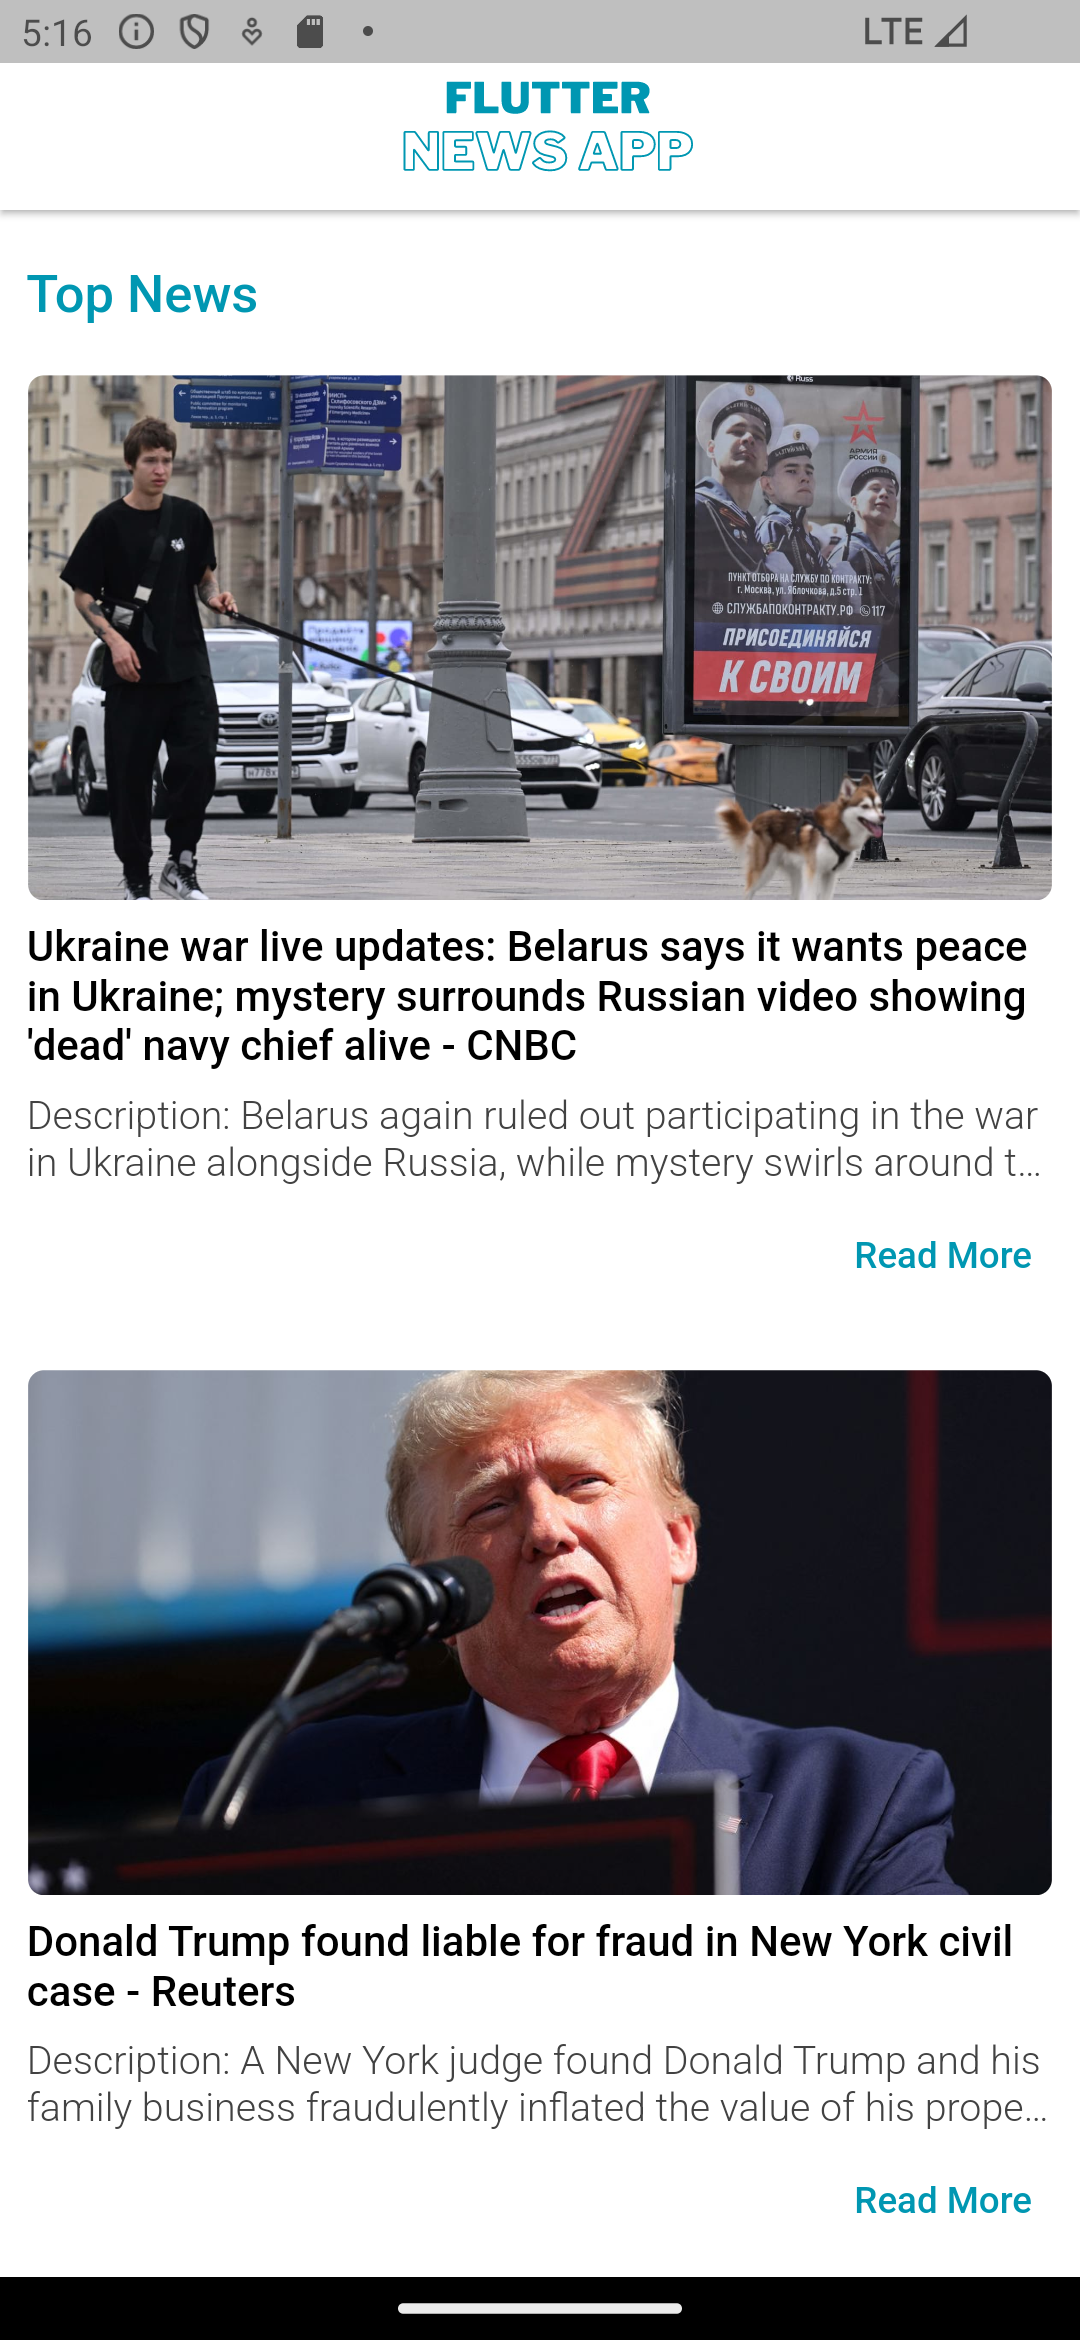 5:16
LTE
FLUTTER
NEWS APP
Top News
Russ
АРМИЯ
РОССИИ
ПУНКТ ОТБОРА НА СЛУЖБУ ПО КОНТРАКТУ:
г. Москва, ул. Яблочкова, д.5 стр. 1
СЛУЖБАПОКОНТРАКТУ.РФ 117
ПРИСОЕДИНЯЙСЯ
К СВОИМ
Ukraine war live updates: Belarus says it wants peace
in Ukraine; mystery surrounds Russian video showing
'dead' navy chief alive - CNBC
Description: Belarus again ruled out participating in the war
in Ukraine alongside Russia, while mystery swirls around t...
Read More
Donald Trump found liable for fraud in New York civil
case - Reuters
Description: A New York judge found Donald Trump and his
family business fraudulently inflated the value of his prope...
Read More